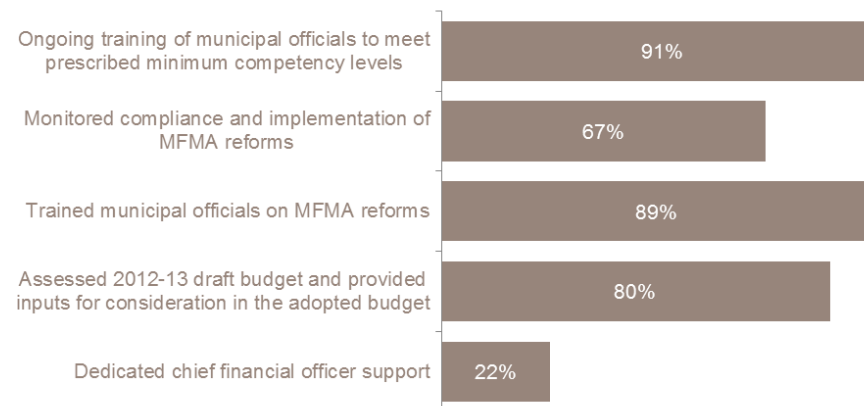 Ongoing training of municipal officials to meet
prescribed minimum competency levels
91%
Monitored compliance and implementation of
MFMA reforms
67%
Trained municipal officials on MFMA reforms
89%
Assessed 2012-13 draft budget and provided
inputs for consideration in the adopted budget
80%
Dedicated chief financial officer support
22%